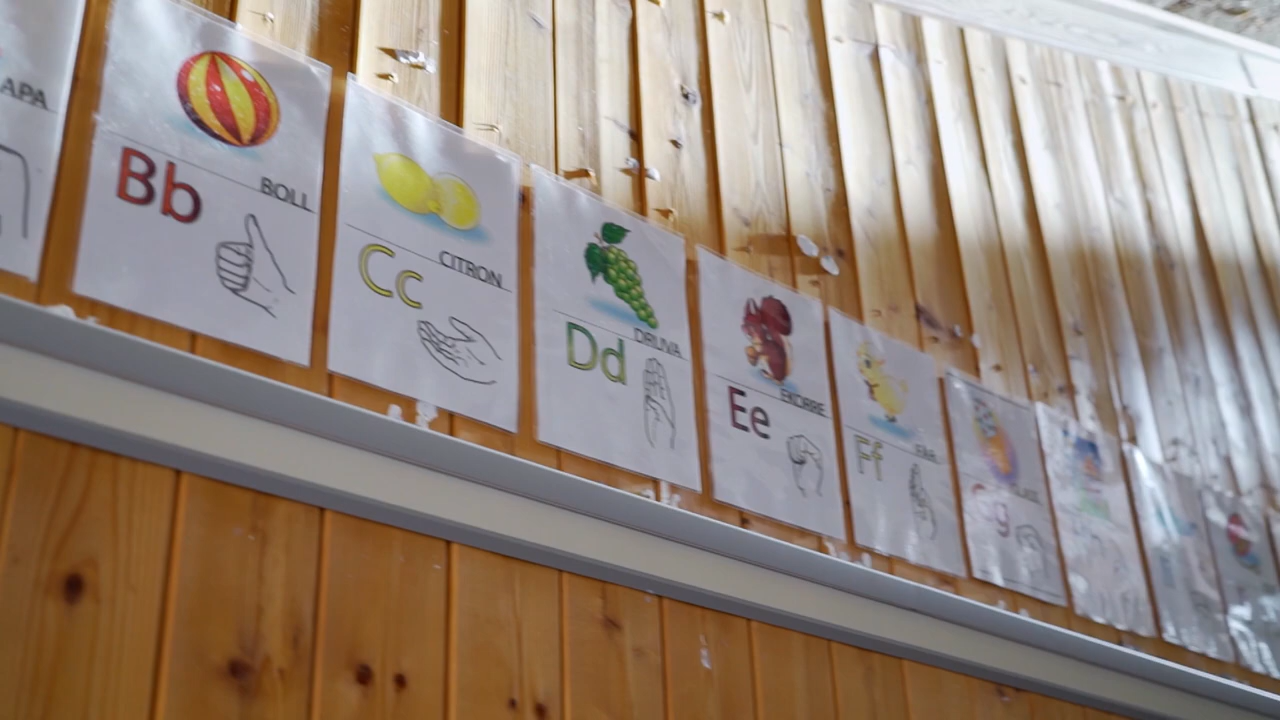 APA
BOLL
Bb
CITRON
Cc
DRUVA
Dd
EKORRE
Ee
Ff